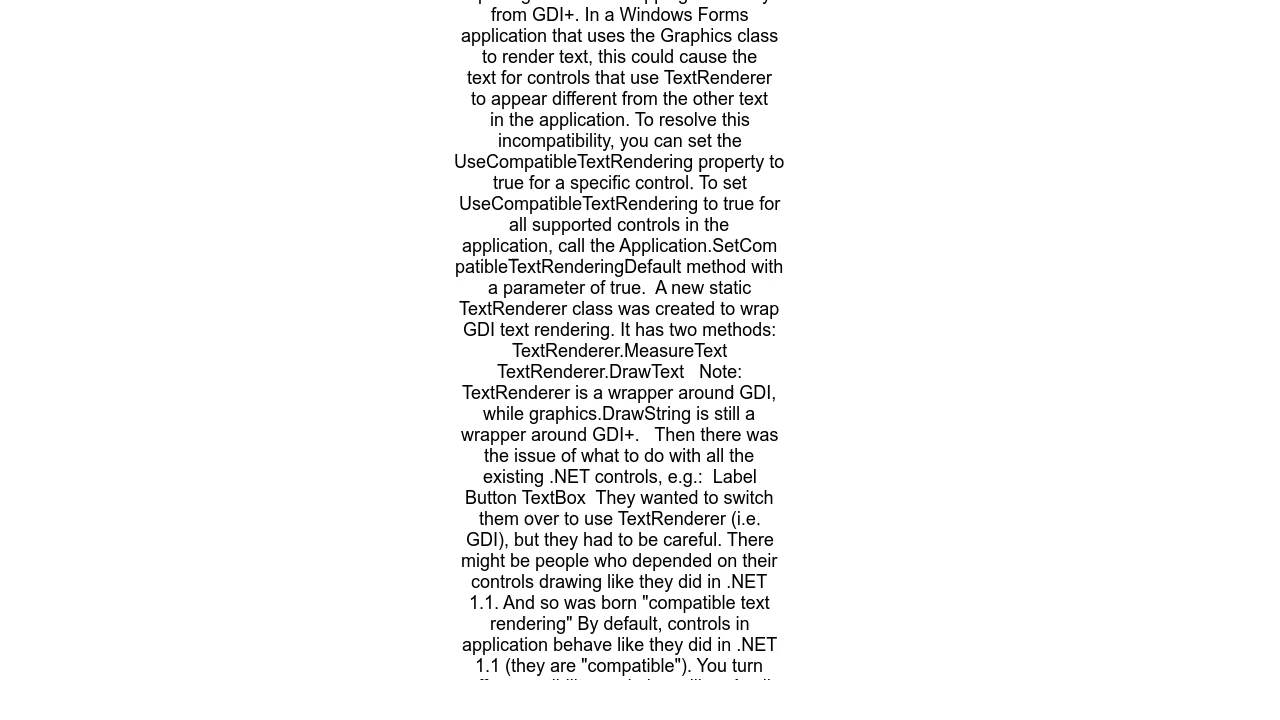 from GDI+. In a Windows Forms
application that uses the Graphics class
to render text, this could cause the
text for controls that use TextRenderer
to appear different from the other text
in the application. To resolve this
incompatibility, you can set the
UseCompatibleTextRendering property to
true for a specific control. To set
UseCompatibleTextRendering to true for
all supported controls in the
application, call the Application.SetCom
patibleTextRenderingDefault method with
a parameter of true.  A new static
TextRenderer class was created to wrap
GDI text rendering. It has two methods:
TextRenderer.MeasureText
TextRenderer.DrawText   Note:
TextRenderer is a wrapper around GDI,
while graphics.DrawString is still a
wrapper around GDI+.   Then there was
the issue of what to do with all the
existing .NET controls, e.g.:  Label
Button TextBox  They wanted to switch
them over to use TextRenderer (i.e.
GDI), but they had to be careful. There
might be people who depended on their
controls drawing like they did in .NET
1.1. And so was born "compatible text
rendering" By default, controls in
application behave like they did in .NET
1.1 (they are "compatible"). You turn